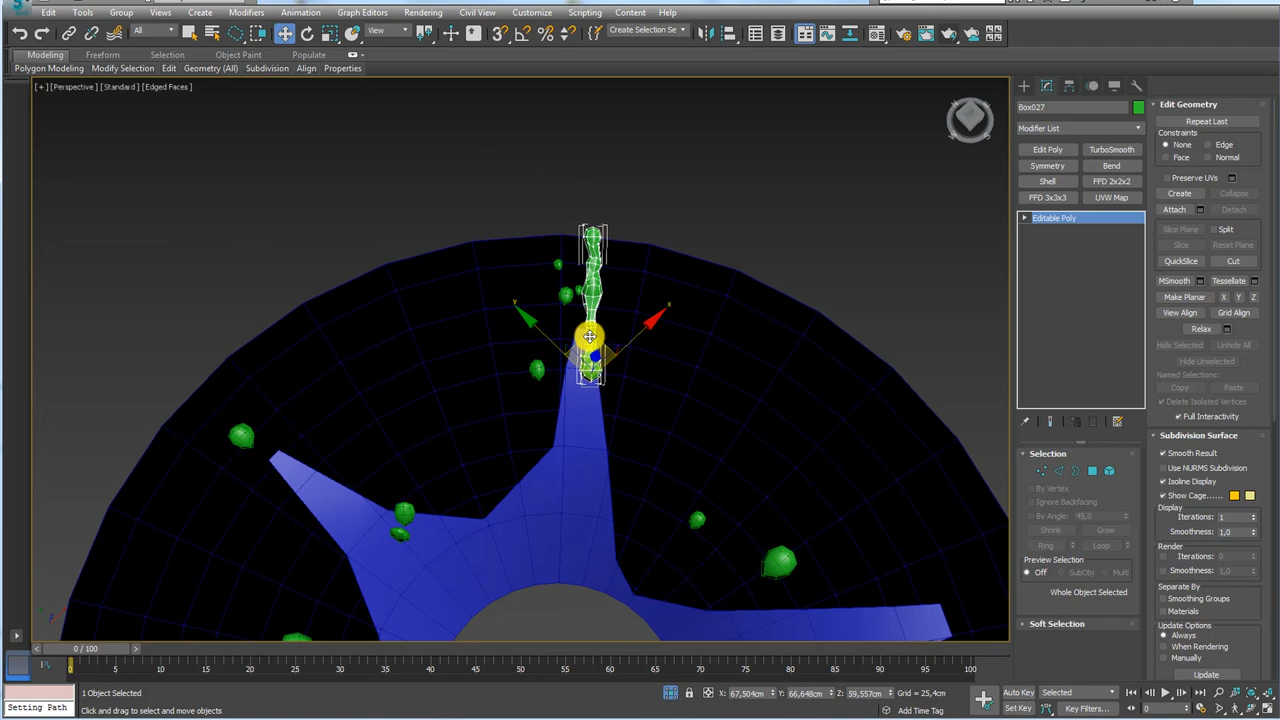 Edit Tools Group Views Create Modifiers Animation Graph Editors Rendering Civil View Customize Scripting Content Help
All View Create Selection Se
Modeling Freeform Selection Object Paint Populate
Polygon Modeling Modify Selection Edit Geometry (All) Subdivision Align Properties
[+] [Perspective] [Standard] [Edged Faces]
Box027
Modifier List
Edit Poly TurboSmooth
Symmetry Bend
Shell FFD 2x2x2
FFD 3x3x3 UVW Map
Editable Poly
Selection
By Vertex
Ignore Backfacing
By Angle: 45,0
Shrink Grow
Ring Loop
Preview Selection
Off SubObj Multi
Whole Object Selected
Soft Selection
Edit Geometry
Repeat Last
Constraints
None Edge
Face Normal
Preserve UVs
Create Collapse
Attach Detach
Slice Plane Split
Slice Reset Plane
QuickSlice Cut
MSmooth Tessellate
Make Planar X Y Z
View Align Grid Align
Relax
Hide Selected Unhide All
Hide Unselected
Named Selections:
Copy Paste
Delete Isolated Vertices
Full Interactivity
Subdivision Surface
Smooth Result
Use NURMS Subdivision
Isoline Display
Show Cage......
Display
Iterations: 1
Smoothness: 1,0
Render
Iterations: 0
Smoothness: 1,0
Separate By
Smoothing Groups
Materials
Update Options
Always
When Rendering
Manually
Update
y x
0 / 100
0 5 10 15 20 25 30 35 40 45 50 55 60 65 70 75 80 85 90 95 100
1 Object Selected X: 67,504cm Y: 66,648cm Z: 59,557cm Grid = 25,4cm Auto Key Selected
Setting Path Click and drag to select and move objects Add Time Tag Set Key Key Filters... 0